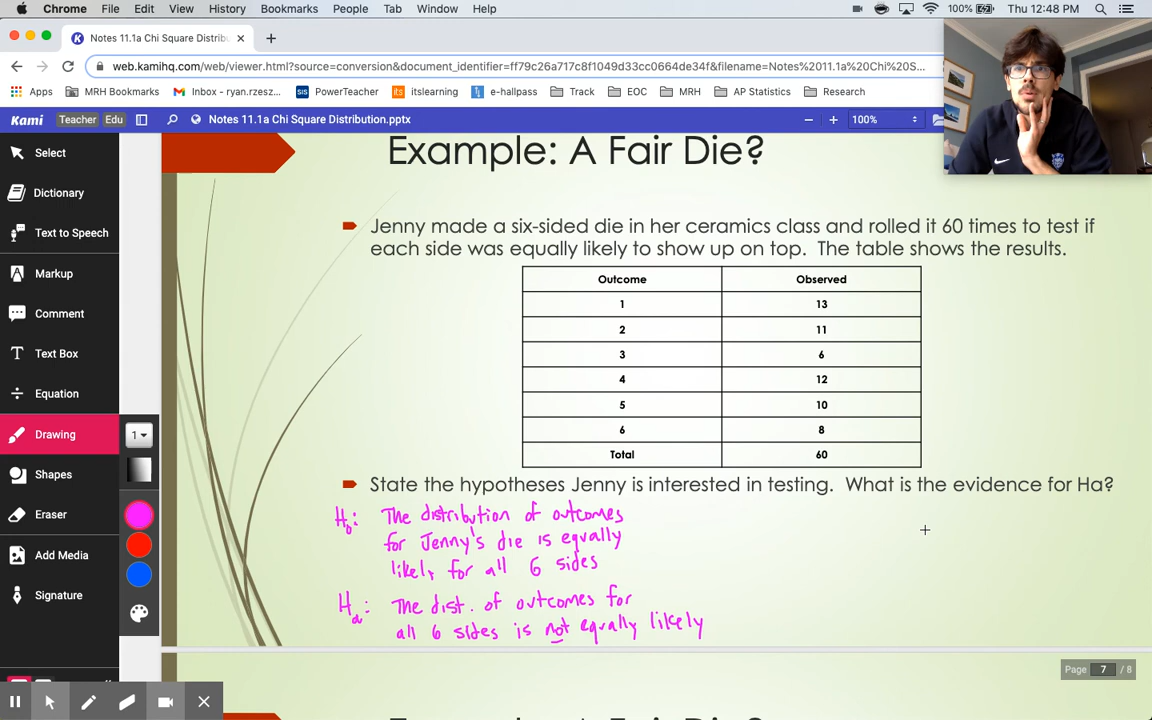 Chrome File Edit View History Bookmarks People Tab Window Help 100% Thu 12:48 PM
Notes 11.1a Chi Square Distrib
web.kamihq.com/web/viewer.html?source=conversion&document_identifier=ff79c26a717c8f1049d33cc0664de34f&filename=Notes%2011.1a%20Chi%20S...
Apps MRH Bookmarks Inbox - ryan.rzesz... SIS PowerTeacher its itslearning e-hallpass Track EOC MRH AP Statistics Research
Kami Teacher Edu Notes 11.1a Chi Square Distribution.pptx 100%
Select
Dictionary
Text to Speech
Markup
Comment
Text Box
Equation
Drawing
Shapes
Eraser
Add Media
Signature
1
Example: A Fair Die?
Jenny made a six-sided die in her ceramics class and rolled it 60 times to test if
each side was equally likely to show up on top. The table shows the results.
Outcome Observed
1 13
2 11
3 6
4 12
5 10
6 8
Total 60
State the hypotheses Jenny is interested in testing. What is the evidence for Ha?
H₀: The distribution of outcomes
for Jenny's die is equally
likely for all 6 sides
Hₐ: The dist. of outcomes for
all 6 sides is not equally likely
Page 7 / 8